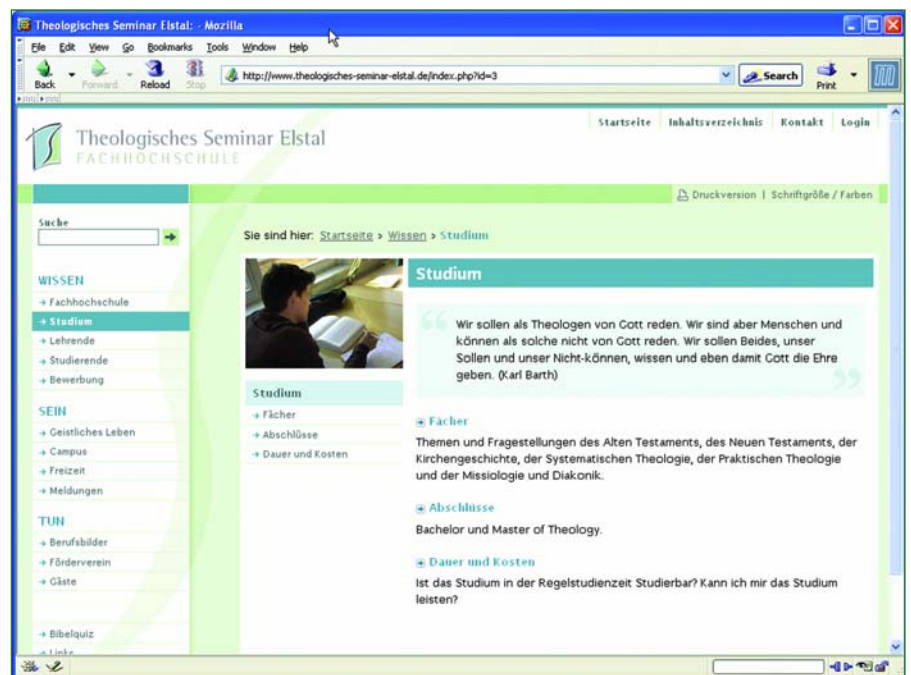 Theologisches Seminar Elstal: - Mozilla
File Edit View Go Bookmarks Tools Window Help
Back Forward Reload Stop http://www.theologisches-seminar-elstal.de/index.php?id=3 Search Print
Startseite Inhaltsverzeichnis Kontakt Login
Theologisches Seminar Elstal
FACHHOCHSCHULE
Druckversion | Schriftgröße / Farben
Suche
Sie sind hier: Startseite > Wissen > Studium
WISSEN
Fachhochschule
Studium
Lehrende
Studierende
Bewerbung
SEIN
Geistliches Leben
Campus
Freizeit
Meldungen
TUN
Berufsbilder
Förderverein
Gäste
Bibelquiz
Links
Studium
Fächer
Abschlüsse
Dauer und Kosten
Studium
“ Wir sollen als Theologen von Gott reden. Wir sind aber Menschen und
können als solche nicht von Gott reden. Wir sollen Beides, unser
Sollen und unser Nicht-können, wissen und eben damit Gott die Ehre
geben. (Karl Barth) ”
Fächer
Themen und Fragestellungen des Alten Testaments, des Neuen Testaments, der
Kirchengeschichte, der Systematischen Theologie, der Praktischen Theologie
und der Missiologie und Diakonik.
Abschlüsse
Bachelor und Master of Theology.
Dauer und Kosten
Ist das Studium in der Regelstudienzeit Studierbar? Kann ich mir das Studium
leisten?